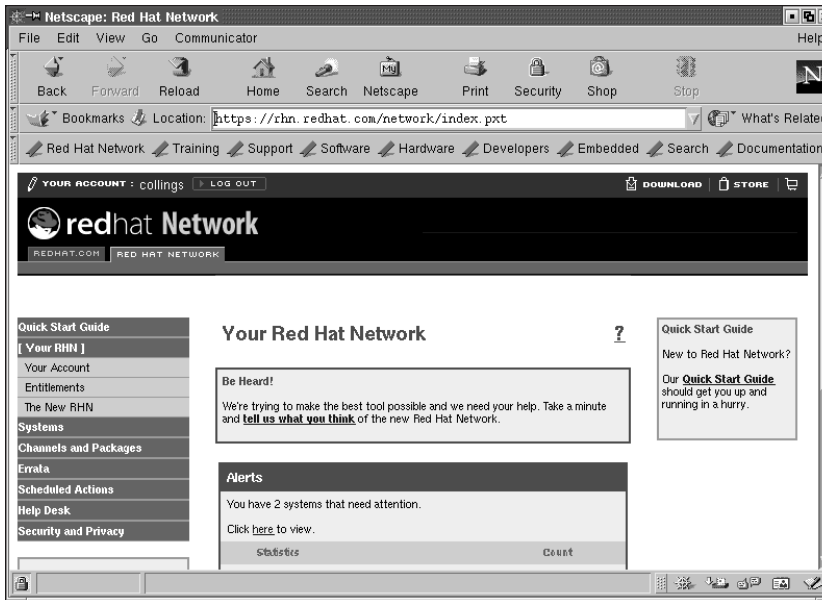 Netscape: Red Hat Network
File Edit View Go Communicator Help
Back Forward Reload Home Search Netscape Print Security Shop Stop
My
N
Bookmarks Location: https://rhn.redhat.com/network/index.pxt What's Relate
Red Hat Network Training Support Software Hardware Developers Embedded Search Documentation
YOUR ACCOUNT : collings LOG OUT DOWNLOAD | STORE |
redhat Network
REDHAT.COM RED HAT NETWORK
Quick Start Guide
[ Your RHN ]
Your Account
Entitlements
The New RHN
Systems
Channels and Packages
Errata
Scheduled Actions
Help Desk
Security and Privacy
Your Red Hat Network ?
Be Heard!
We're trying to make the best tool possible and we need your help. Take a minute
and tell us what you think of the new Red Hat Network.
Alerts
You have 2 systems that need attention.
Click here to view.
Statistics Count
Quick Start Guide
New to Red Hat Network?
Our Quick Start Guide
should get you up and
running in a hurry.